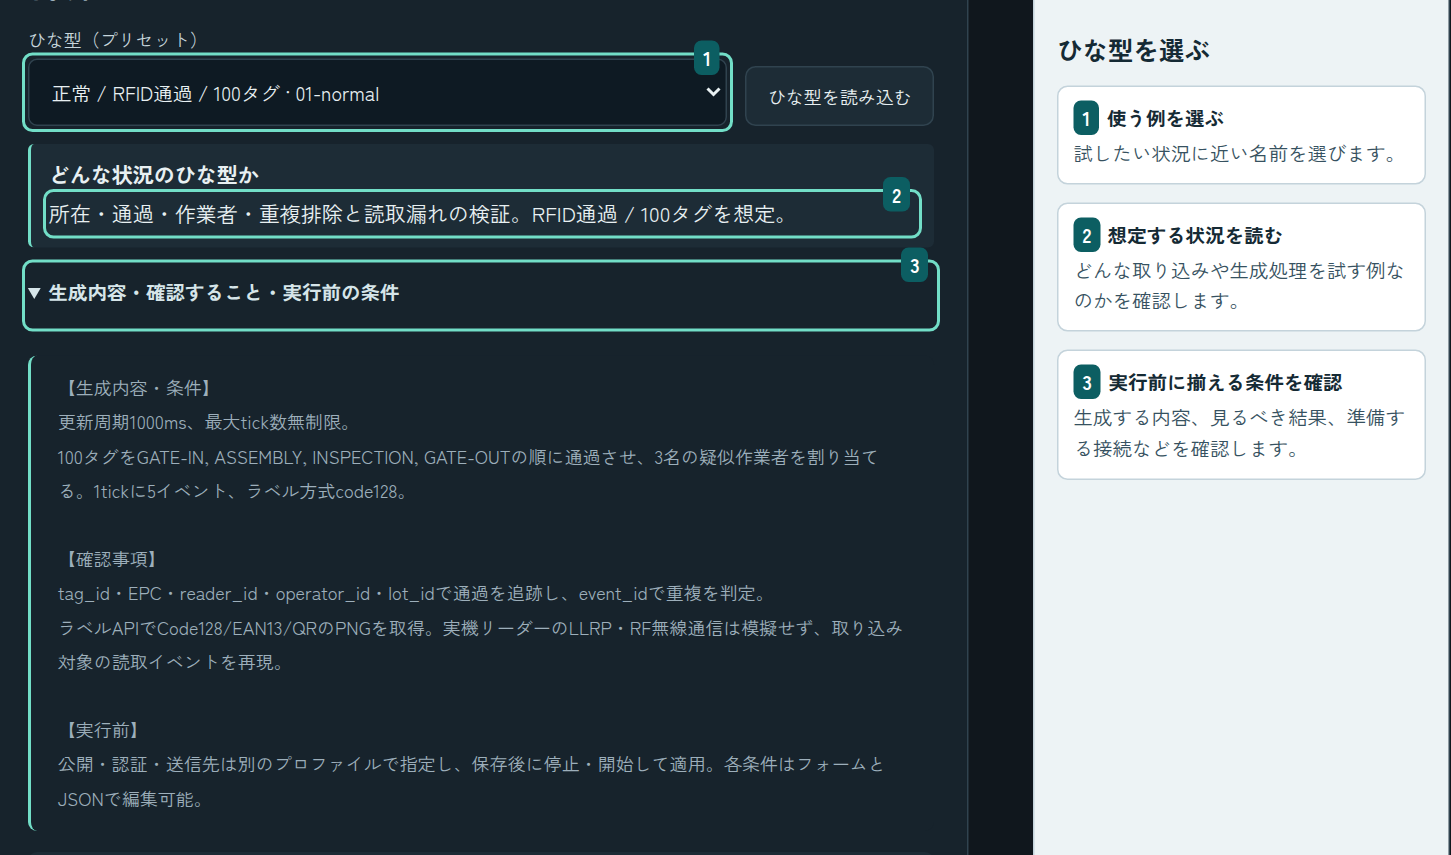 ひな型（プリセット）
1
正常 / RFID通過 / 100タグ · 01-normal
ひな型を読み込む
どんな状況のひな型か
2
所在・通過・作業者・重複排除と読取漏れの検証。RFID通過 / 100タグを想定。
3
▼ 生成内容・確認すること・実行前の条件
【生成内容・条件】
更新周期1000ms、最大tick数無制限。
100タグをGATE-IN, ASSEMBLY, INSPECTION, GATE-OUTの順に通過させ、3名の疑似作業者を割り当て
る。1tickに5イベント、ラベル方式code128。
【確認事項】
tag_id・EPC・reader_id・operator_id・lot_idで通過を追跡し、event_idで重複を判定。
ラベルAPIでCode128/EAN13/QRのPNGを取得。実機リーダーのLLRP・RF無線通信は模擬せず、取り込み
対象の読取イベントを再現。
【実行前】
公開・認証・送信先は別のプロファイルで指定し、保存後に停止・開始して適用。各条件はフォームと
JSONで編集可能。
ひな型を選ぶ
1 使う例を選ぶ
試したい状況に近い名前を選びます。
2 想定する状況を読む
どんな取り込みや生成処理を試す例な
のかを確認します。
3 実行前に揃える条件を確認
生成する内容、見るべき結果、準備す
る接続などを確認します。